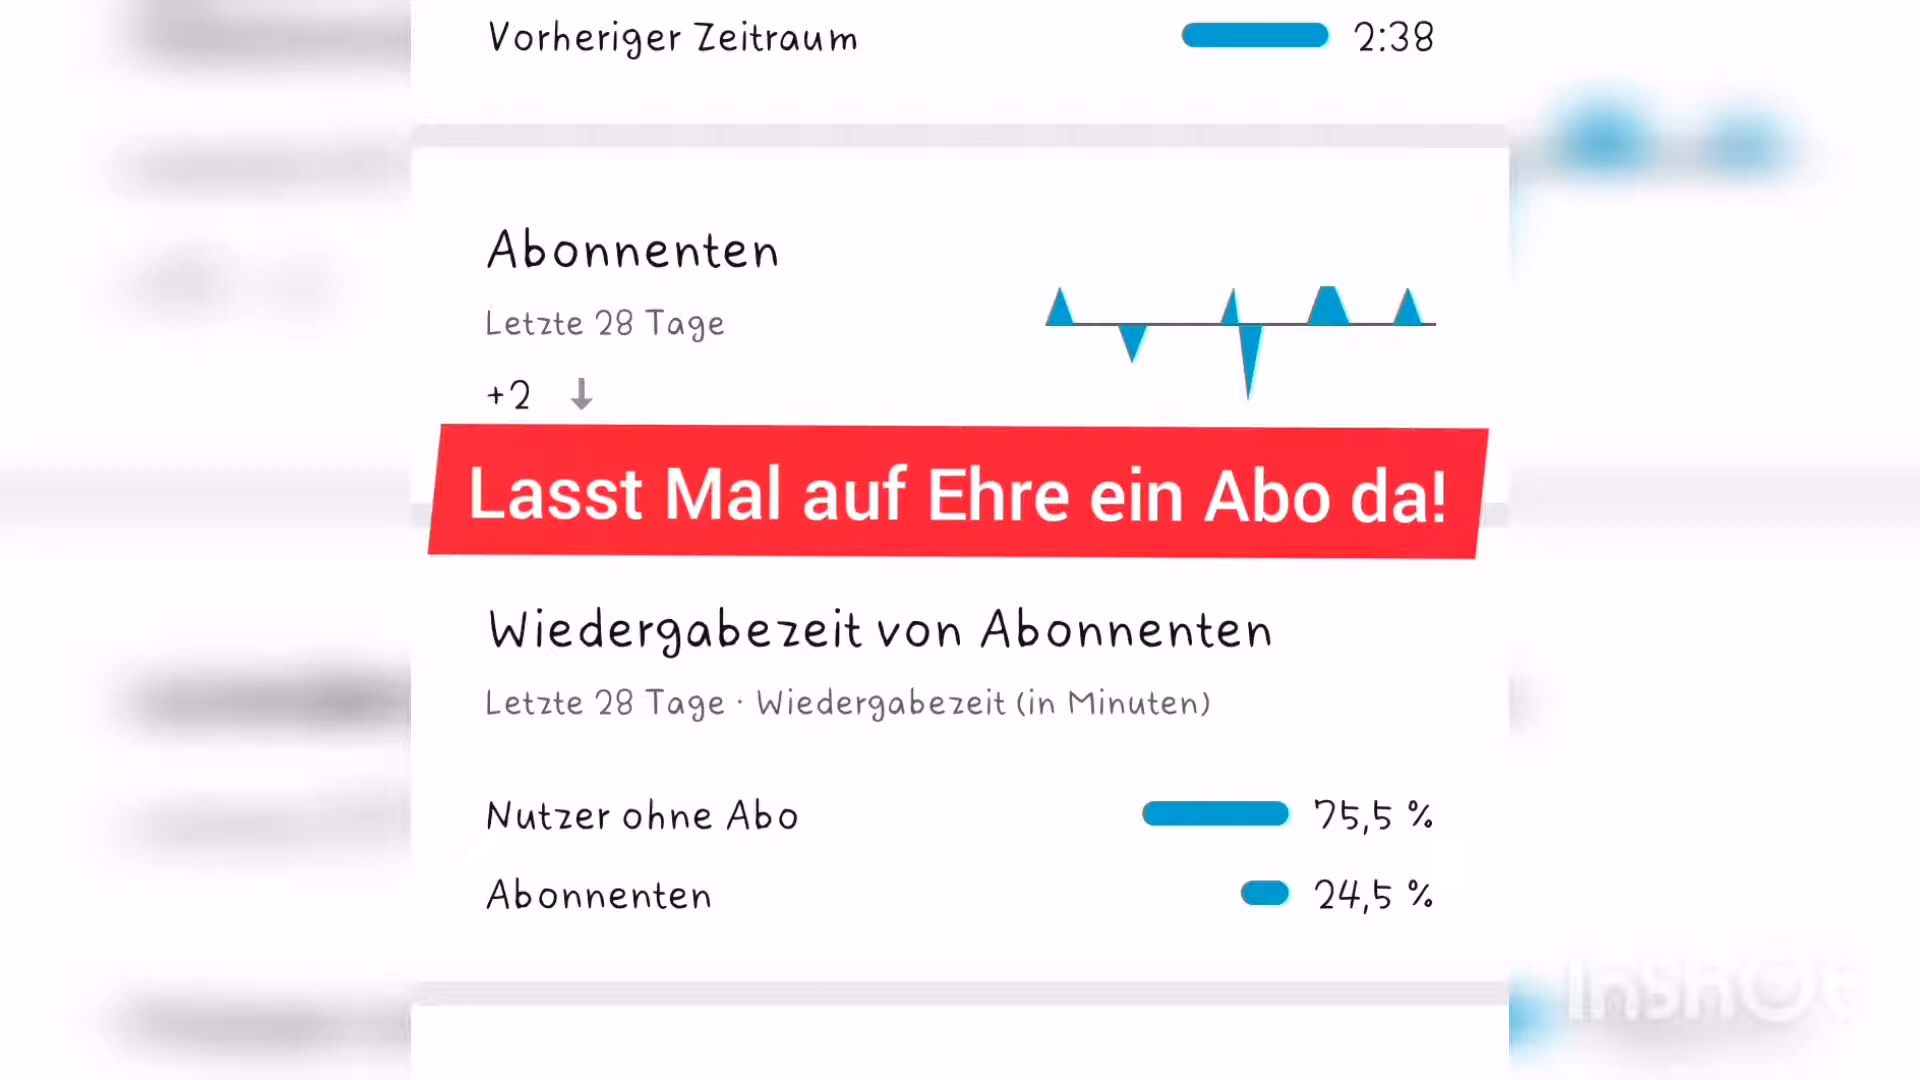 Vorheriger Zeitraum 2:38
Abonnenten
Letzte 28 Tage
+2 ↓
Lasst Mal auf Ehre ein Abo da!
Wiedergabezeit von Abonnenten
Letzte 28 Tage · Wiedergabezeit (in Minuten)
Nutzer ohne Abo 75,5 %
Abonnenten 24,5 %